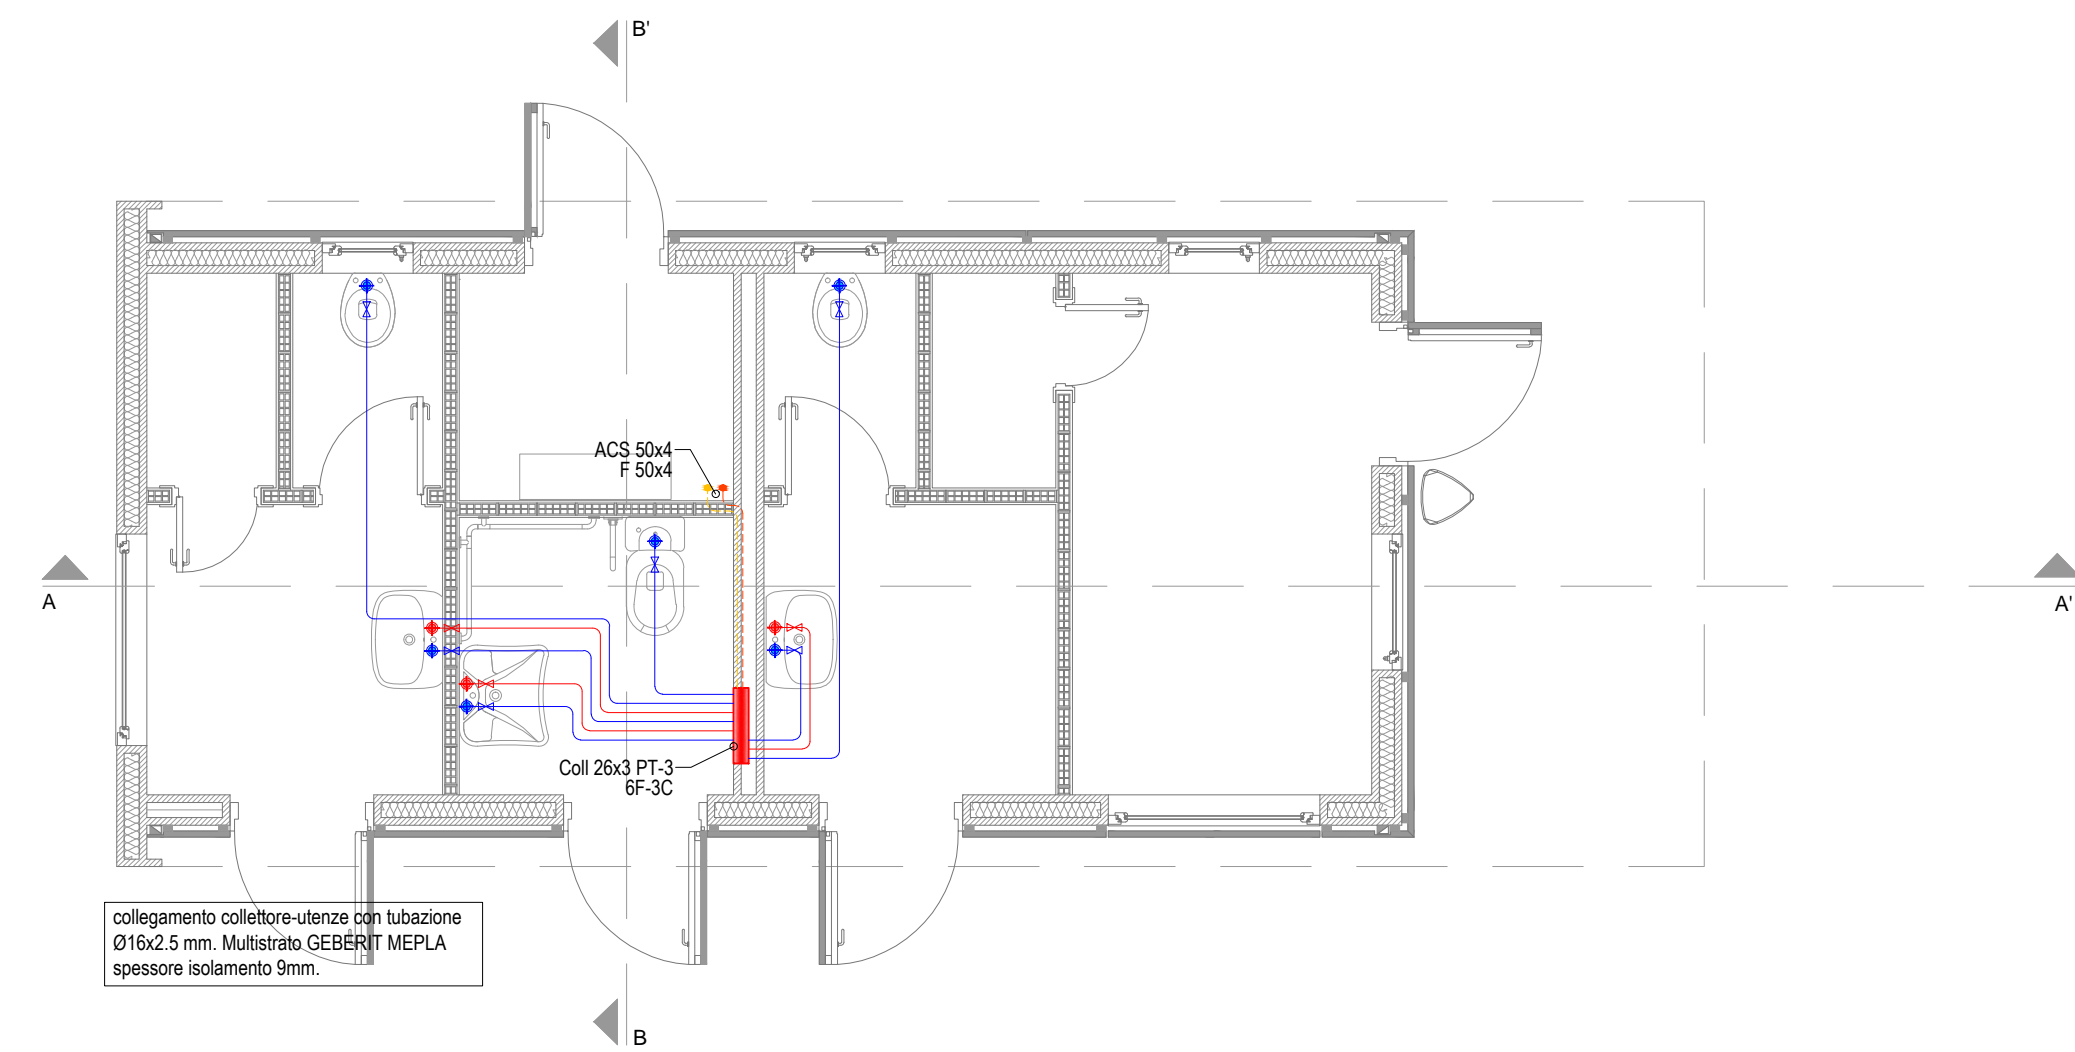 B'
ACS 50x4
F 50x4
A
A'
Coll 26x3 PT-3
6F-3C
collegamento collettore-utenze con tubazione
Ø16x2.5 mm. Multistrato GEBERIT MEPLA
spessore isolamento 9mm.
B